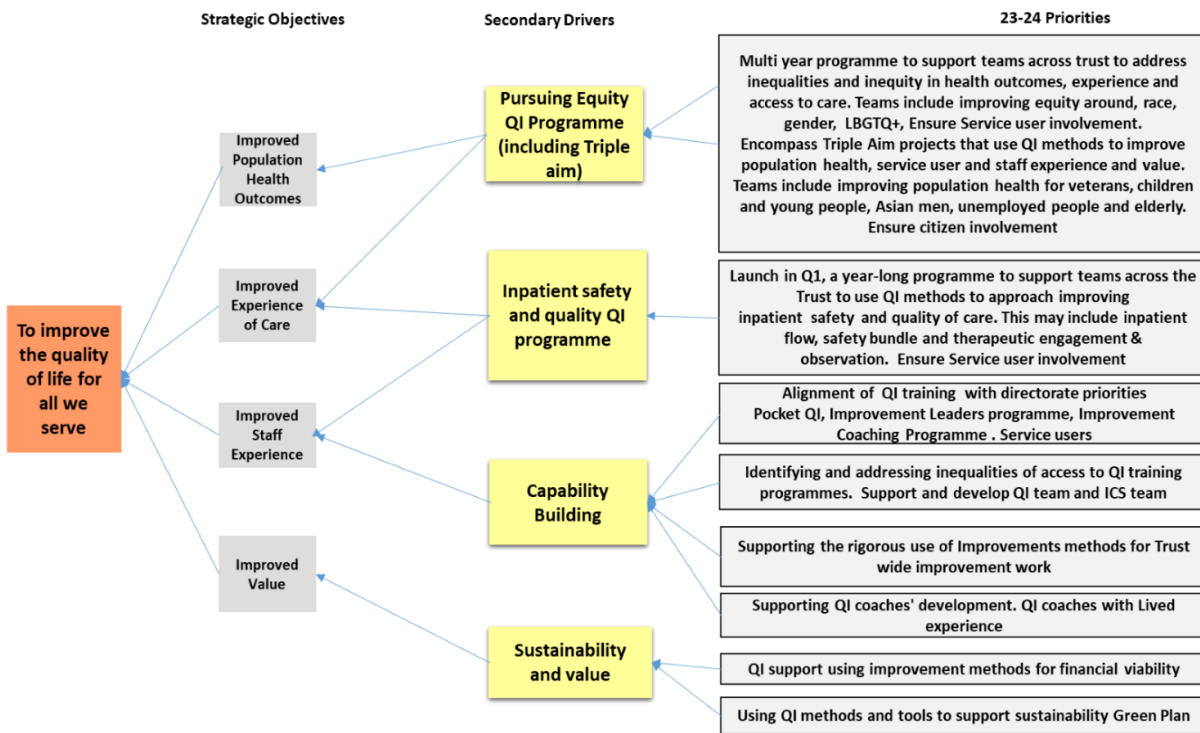 Strategic Objectives
Secondary Drivers
23-24 Priorities
To improve
the quality
of life for
all we
serve
Improved
Population
Health
Outcomes
Improved
Experience
of Care
Improved
Staff
Experience
Improved
Value
Pursuing Equity
QI Programme
(including Triple
aim)
Inpatient safety
and quality QI
programme
Capability
Building
Sustainability
and value
Multi year programme to support teams across trust to address
inequalities and inequity in health outcomes, experience and
access to care. Teams include improving equity around, race,
gender, LBGTQ+, Ensure Service user involvement.
Encompass Triple Aim projects that use QI methods to improve
population health, service user and staff experience and value.
Teams include improving population health for veterans, children
and young people, Asian men, unemployed people and elderly.
Ensure citizen involvement
Launch in Q1, a year-long programme to support teams across the
Trust to use QI methods to approach improving
inpatient safety and quality of care. This may include inpatient
flow, safety bundle and therapeutic engagement &
observation. Ensure Service user involvement
Alignment of QI training with directorate priorities
Pocket QI, Improvement Leaders programme, Improvement
Coaching Programme . Service users
Identifying and addressing inequalities of access to QI training
programmes. Support and develop QI team and ICS team
Supporting the rigorous use of Improvements methods for Trust
wide improvement work
Supporting QI coaches' development. QI coaches with Lived
experience
QI support using improvement methods for financial viability
Using QI methods and tools to support sustainability Green Plan